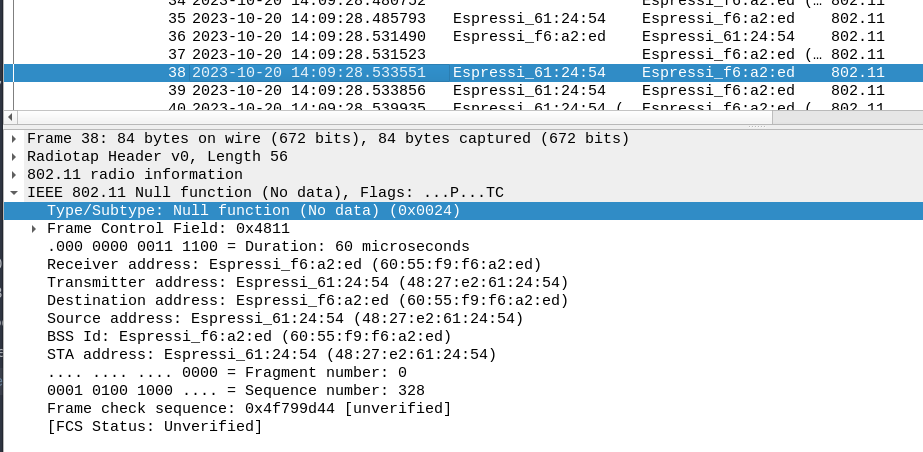 34 2023-10-20 14:09:28.480752 Espressi_f6:a2:ed (… 802.11
35 2023-10-20 14:09:28.485793 Espressi_61:24:54 Espressi_f6:a2:ed 802.11
36 2023-10-20 14:09:28.531490 Espressi_f6:a2:ed Espressi_61:24:54 802.11
37 2023-10-20 14:09:28.531523 Espressi_f6:a2:ed (… 802.11
38 2023-10-20 14:09:28.533551 Espressi_61:24:54 Espressi_f6:a2:ed 802.11
39 2023-10-20 14:09:28.533856 Espressi_61:24:54 Espressi_f6:a2:ed 802.11
40 2023-10-20 14:09:28.539935 Espressi_61:24:54 (… Espressi_f6:a2:ed (… 802.11
Frame 38: 84 bytes on wire (672 bits), 84 bytes captured (672 bits)
Radiotap Header v0, Length 56
802.11 radio information
IEEE 802.11 Null function (No data), Flags: ...P...TC
Type/Subtype: Null function (No data) (0x0024)
Frame Control Field: 0x4811
.000 0000 0011 1100 = Duration: 60 microseconds
Receiver address: Espressi_f6:a2:ed (60:55:f9:f6:a2:ed)
Transmitter address: Espressi_61:24:54 (48:27:e2:61:24:54)
Destination address: Espressi_f6:a2:ed (60:55:f9:f6:a2:ed)
Source address: Espressi_61:24:54 (48:27:e2:61:24:54)
BSS Id: Espressi_f6:a2:ed (60:55:f9:f6:a2:ed)
STA address: Espressi_61:24:54 (48:27:e2:61:24:54)
.... .... .... 0000 = Fragment number: 0
0001 0100 1000 .... = Sequence number: 328
Frame check sequence: 0x4f799d44 [unverified]
[FCS Status: Unverified]